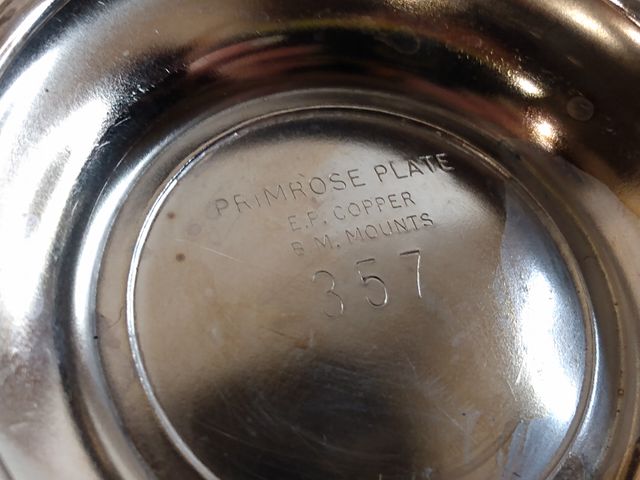 PRIMROSE PLATE
E.P. COPPER
B M. MOUNTS
357